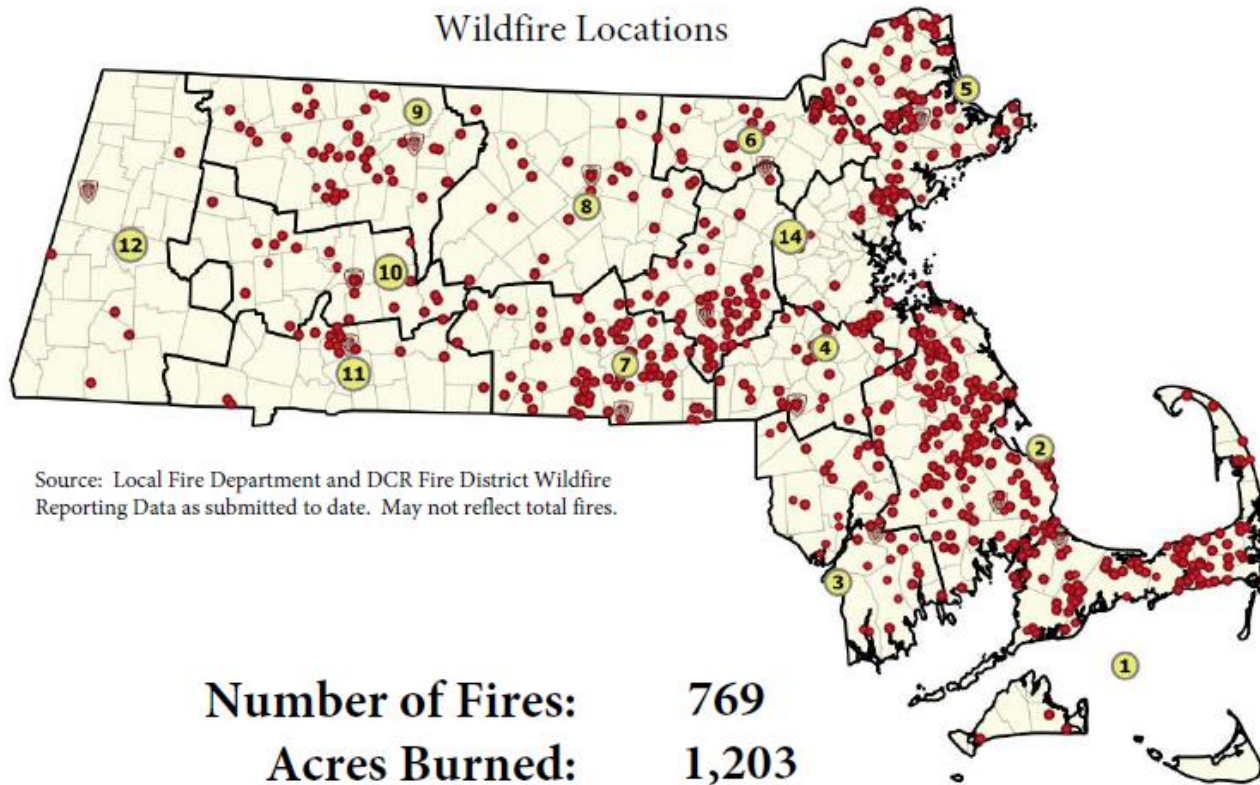 Wildfire Locations
5
9
6
8
14
12
10
4
7
11
2
Source: Local Fire Department and DCR Fire District Wildfire
Reporting Data as submitted to date. May not reflect total fires.
3
1
Number of Fires: 769
Acres Burned: 1,203